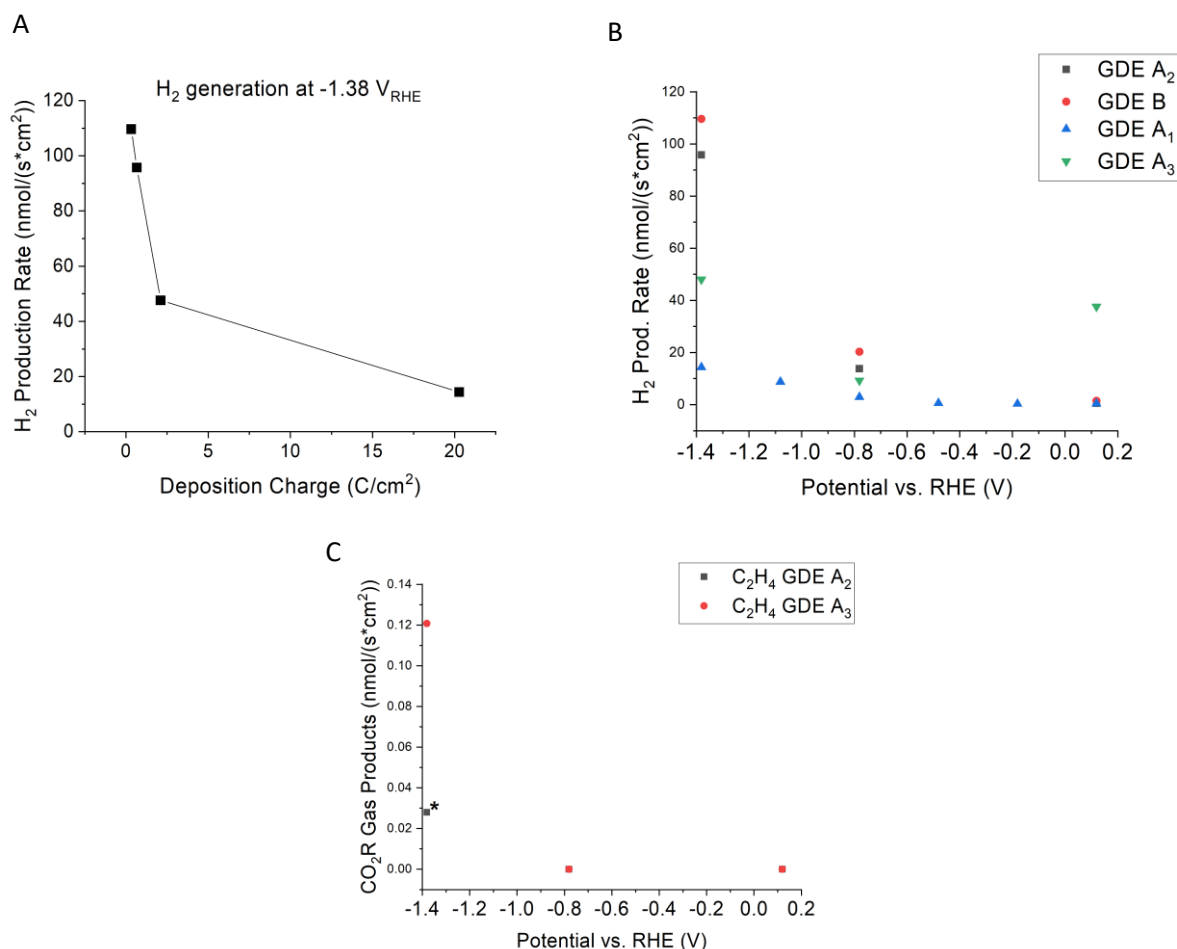 A
H₂ generation at -1.38 V_RHE
H₂ Production Rate (nmol/(s*cm²))
120
100
80
60
40
20
0
0 5 10 15 20
Deposition Charge (C/cm²)
B
GDE A₂
GDE B
GDE A₁
GDE A₃
H₂ Prod. Rate (nmol/(s*cm²))
120
100
80
60
40
20
0
-1.4 -1.2 -1.0 -0.8 -0.6 -0.4 -0.2 0.0 0.2
Potential vs. RHE (V)
C
C₂H₄ GDE A₂
C₂H₄ GDE A₃
CO₂R Gas Products (nmol/(s*cm²))
0.14
0.12
0.10
0.08
0.06
0.04
*
0.02
0.00
-1.4 -1.2 -1.0 -0.8 -0.6 -0.4 -0.2 0.0 0.2
Potential vs. RHE (V)